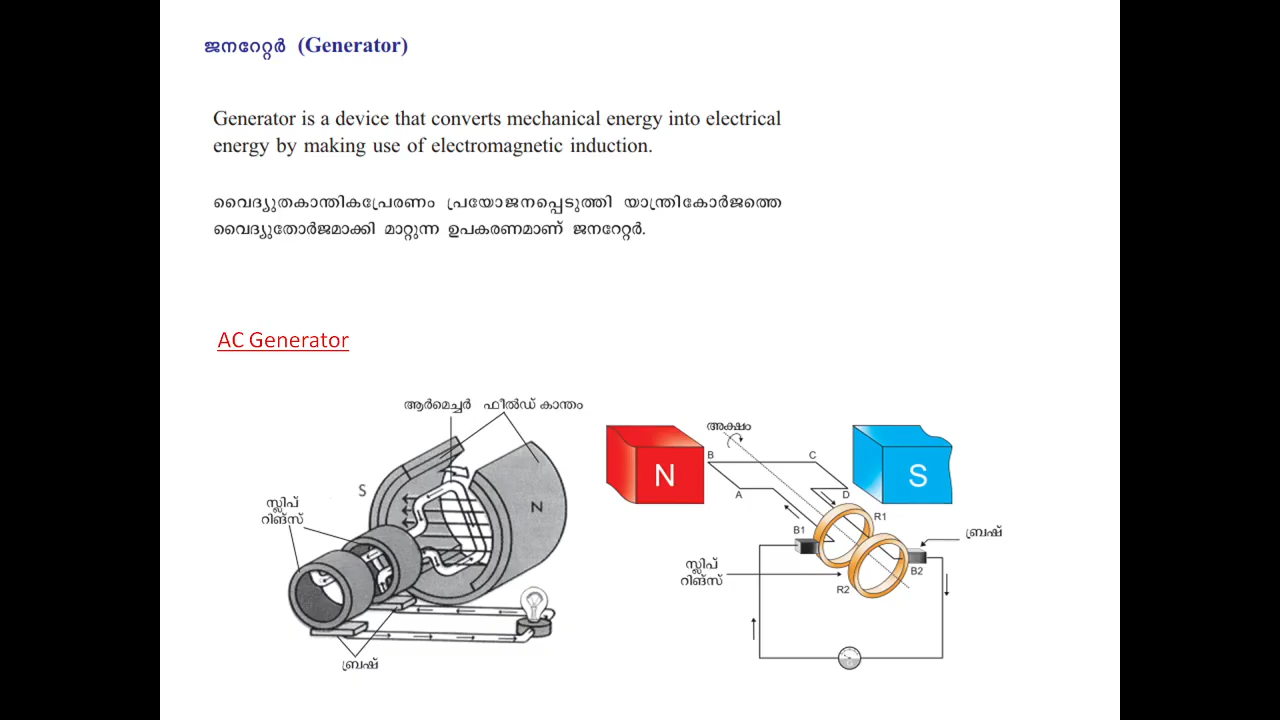 ജനറേറ്റർ (Generator)
Generator is a device that converts mechanical energy into electrical
energy by making use of electromagnetic induction.
വൈദ്യുതകാന്തികപ്രേരണം പ്രയോജനപ്പെടുത്തി യാന്ത്രികോർജത്തെ
വൈദ്യുതോർജമാക്കി മാറ്റുന്ന ഉപകരണമാണ് ജനറേറ്റർ.
AC Generator
ആർമെച്ചർ ഫീൽഡ് കാന്തം
S
N
സ്ലിപ്
റിങ്സ്
ബ്രഷ്
അക്ഷം
N
S
B
C
A
D
R1
B1
ബ്രഷ്
B2
സ്ലിപ്
റിങ്സ്
R2